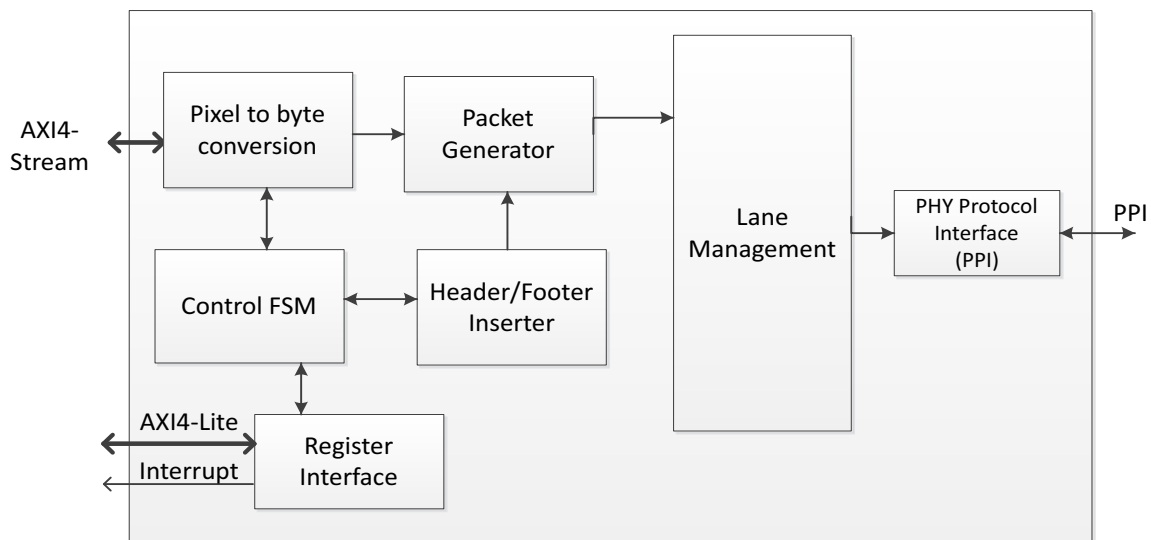 AXI4-
Stream
Pixel to byte
conversion
Packet
Generator
Lane
Management
PHY Protocol
Interface
(PPI)
PPI
Control FSM
Header/Footer
Inserter
AXI4-Lite
Interrupt
Register
Interface